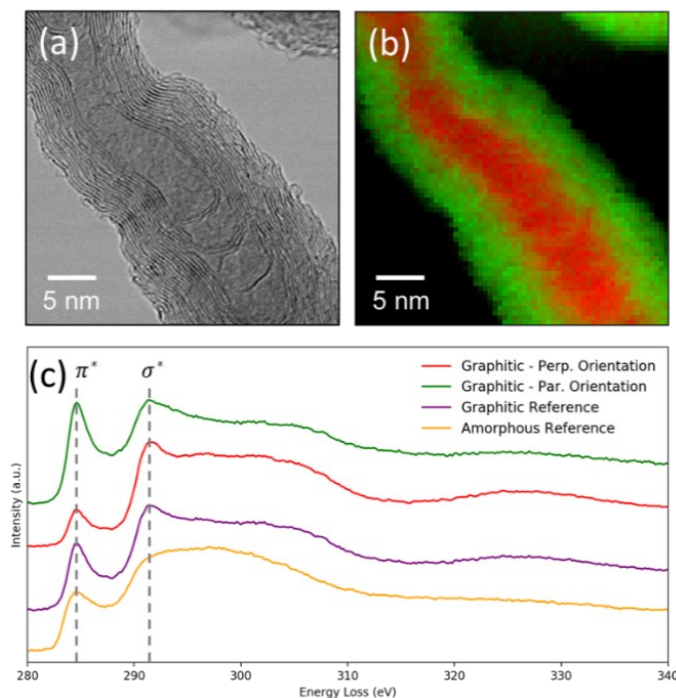 (a)
5 nm
(b)
5 nm
(c)
π* σ*
Graphitic - Perp. Orientation
Graphitic - Par. Orientation
Graphitic Reference
Amorphous Reference
Intensity (a.u.)
280 290 300 310 320 330 340
Energy Loss (eV)